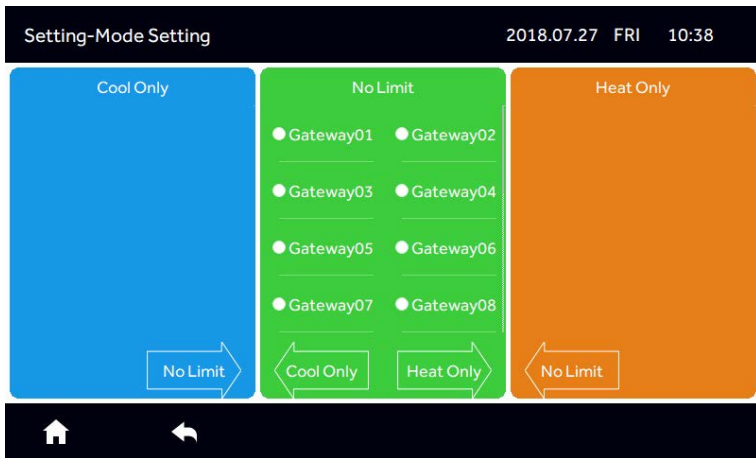 Setting-Mode Setting 2018.07.27 FRI 10:38
Cool Only No Limit Heat Only
Gateway01 Gateway02
Gateway03 Gateway04
Gateway05 Gateway06
Gateway07 Gateway08
No Limit Cool Only Heat Only No Limit